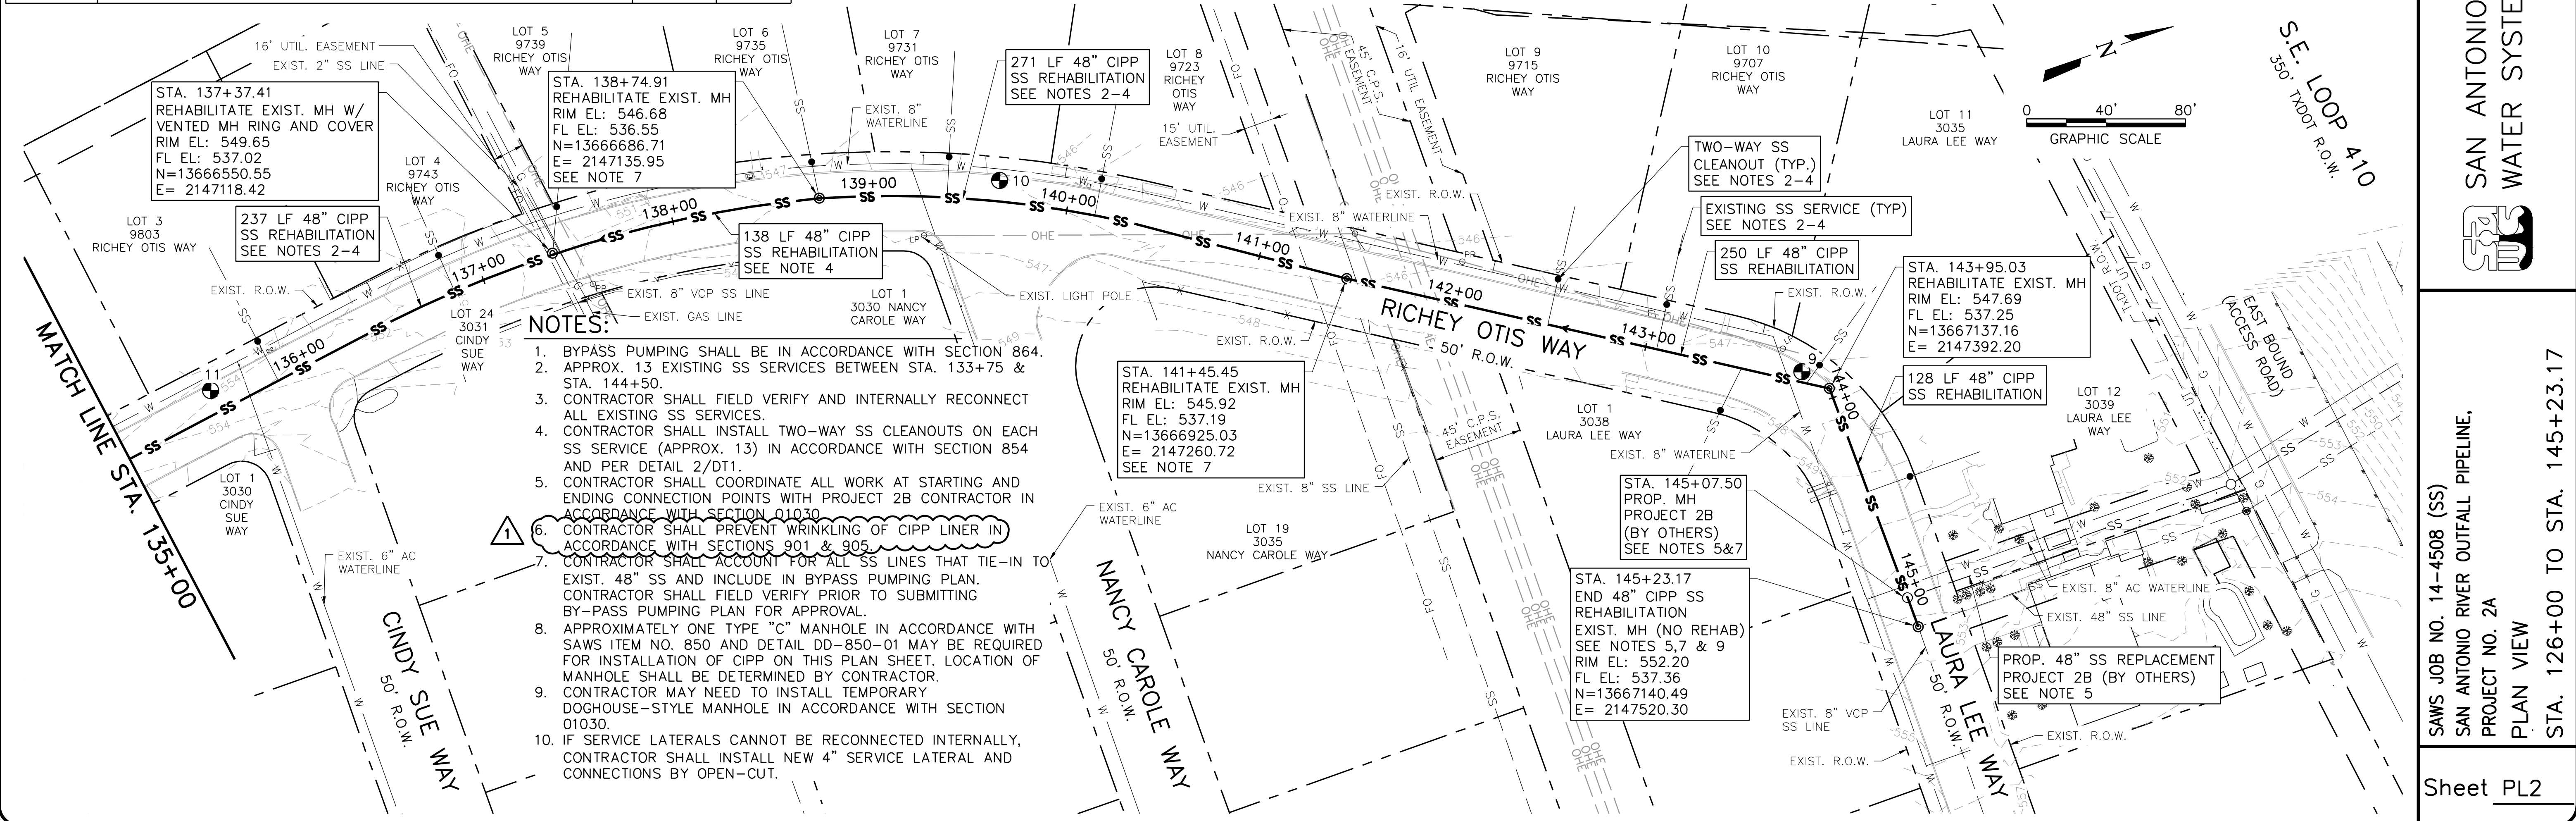 16' UTIL. EASEMENT
EXIST. 2" SS LINE
STA. 137+37.41
REHABILITATE EXIST. MH W/
VENTED MH RING AND COVER
RIM EL: 549.65
FL EL: 537.02
N=13666550.55
E= 2147118.42
237 LF 48" CIPP
SS REHABILITATION
SEE NOTES 2-4
LOT 3
9803
RICHEY OTIS WAY
LOT 4
9743
RICHEY OTIS
WAY
LOT 5
9739
RICHEY OTIS
WAY
STA. 138+74.91
REHABILITATE EXIST. MH
RIM EL: 546.68
FL EL: 536.55
N=13666686.71
E= 2147135.95
SEE NOTE 7
LOT 6
9735
RICHEY OTIS
WAY
LOT 7
9731
RICHEY OTIS
WAY
EXIST. 8"
WATERLINE
271 LF 48" CIPP
SS REHABILITATION
SEE NOTES 2-4
LOT 8
9723
RICHEY
OTIS
WAY
15' UTIL.
EASEMENT
45' C.P.S.
EASEMENT
16' UTIL EASEMENT
LOT 9
9715
RICHEY OTIS
WAY
LOT 10
9707
RICHEY OTIS
WAY
LOT 11
3035
LAURA LEE WAY
N
0 40' 80'
GRAPHIC SCALE
S.E. LOOP 410
350' TXDOT R.O.W.
TWO-WAY SS
CLEANOUT (TYP.)
SEE NOTES 2-4
EXISTING SS SERVICE (TYP)
SEE NOTES 2-4
250 LF 48" CIPP
SS REHABILITATION
STA. 143+95.03
REHABILITATE EXIST. MH
RIM EL: 547.69
FL EL: 537.25
N=13667137.16
E= 2147392.20
128 LF 48" CIPP
SS REHABILITATION
EXIST. R.O.W.
EXIST. 8" WATERLINE
EXIST. R.O.W.
EXIST. R.O.W.
138 LF 48" CIPP
SS REHABILITATION
SEE NOTE 4
136+00
137+00
138+00
139+00
140+00
141+00
142+00
143+00
144+00
145+00
11
10
9
MATCH LINE STA. 135+00
LOT 24
3031
CINDY
SUE
WAY
EXIST. 8" VCP SS LINE
EXIST. GAS LINE
LOT 1
3030 NANCY
CAROLE WAY
EXIST. LIGHT POLE
RICHEY OTIS WAY
50' R.O.W.
EXIST. R.O.W.
STA. 141+45.45
REHABILITATE EXIST. MH
RIM EL: 545.92
FL EL: 537.19
N=13666925.03
E= 2147260.72
SEE NOTE 7
45' C.P.S.
EASEMENT
EXIST. 8" SS LINE
LOT 1
3038
LAURA LEE WAY
EXIST. 8" WATERLINE
LOT 12
3039
LAURA LEE
WAY
TXDOT R.O.W.
EAST BOUND
(ACCESS ROAD)
LOT 1
3030
CINDY
SUE
WAY
EXIST. 6" AC
WATERLINE
CINDY SUE WAY
50' R.O.W.
NOTES:
1. BYPASS PUMPING SHALL BE IN ACCORDANCE WITH SECTION 864.
2. APPROX. 13 EXISTING SS SERVICES BETWEEN STA. 133+75 &
STA. 144+50.
3. CONTRACTOR SHALL FIELD VERIFY AND INTERNALLY RECONNECT
ALL EXISTING SS SERVICES.
4. CONTRACTOR SHALL INSTALL TWO-WAY SS CLEANOUTS ON EACH
SS SERVICE (APPROX. 13) IN ACCORDANCE WITH SECTION 854
AND PER DETAIL 2/DT1.
5. CONTRACTOR SHALL COORDINATE ALL WORK AT STARTING AND
ENDING CONNECTION POINTS WITH PROJECT 2B CONTRACTOR IN
ACCORDANCE WITH SECTION 01030
1
6. CONTRACTOR SHALL PREVENT WRINKLING OF CIPP LINER IN
ACCORDANCE WITH SECTIONS 901 & 905.
7. CONTRACTOR SHALL ACCOUNT FOR ALL SS LINES THAT TIE-IN TO
EXIST. 48" SS AND INCLUDE IN BYPASS PUMPING PLAN.
CONTRACTOR SHALL FIELD VERIFY PRIOR TO SUBMITTING
BY-PASS PUMPING PLAN FOR APPROVAL.
8. APPROXIMATELY ONE TYPE "C" MANHOLE IN ACCORDANCE WITH
SAWS ITEM NO. 850 AND DETAIL DD-850-01 MAY BE REQUIRED
FOR INSTALLATION OF CIPP ON THIS PLAN SHEET. LOCATION OF
MANHOLE SHALL BE DETERMINED BY CONTRACTOR.
9. CONTRACTOR MAY NEED TO INSTALL TEMPORARY
DOGHOUSE-STYLE MANHOLE IN ACCORDANCE WITH SECTION
01030.
10. IF SERVICE LATERALS CANNOT BE RECONNECTED INTERNALLY,
CONTRACTOR SHALL INSTALL NEW 4" SERVICE LATERAL AND
CONNECTIONS BY OPEN-CUT.
EXIST. 6" AC
WATERLINE
NANCY CAROLE WAY
50' R.O.W.
LOT 19
3035
NANCY CAROLE WAY
STA. 145+07.50
PROP. MH
PROJECT 2B
(BY OTHERS)
SEE NOTES 5&7
STA. 145+23.17
END 48" CIPP SS
REHABILITATION
EXIST. MH (NO REHAB)
SEE NOTES 5,7 & 9
RIM EL: 552.20
FL EL: 537.36
N=13667140.49
E= 2147520.30
EXIST. 8" AC WATERLINE
EXIST. 48" SS LINE
PROP. 48" SS REPLACEMENT
PROJECT 2B (BY OTHERS)
SEE NOTE 5
EXIST. 8" VCP
SS LINE
EXIST. R.O.W.
EXIST. R.O.W.
LAURA LEE WAY
50' R.O.W.
SAN ANTONIO
WATER SYSTE
SAWS JOB NO. 14-4508 (SS)
SAN ANTONIO RIVER OUTFALL PIPELINE,
PROJECT NO. 2A
PLAN VIEW
STA. 126+00 TO STA. 145+23.17
Sheet PL2